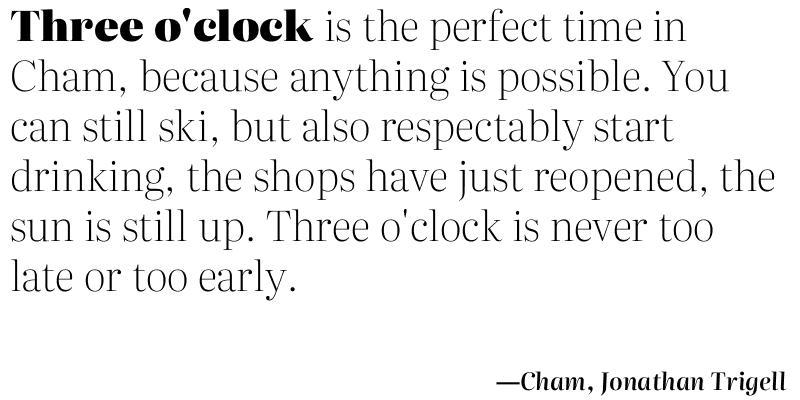 Three o'clock is the perfect time in
Cham, because anything is possible. You
can still ski, but also respectably start
drinking, the shops have just reopened, the
sun is still up. Three o'clock is never too
late or too early.
—Cham, Jonathan Trigell